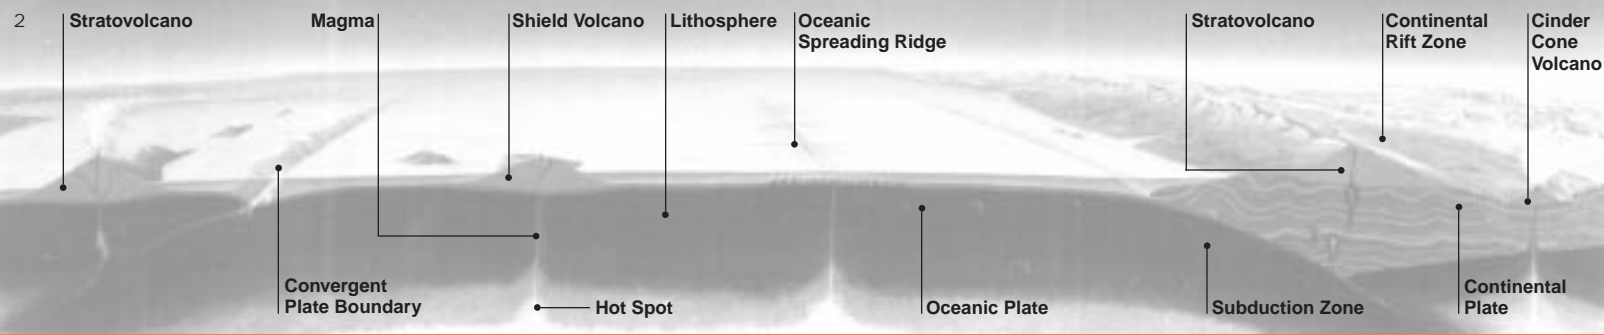 2
Stratovolcano
Magma
Shield Volcano
Lithosphere
Oceanic
Spreading Ridge
Stratovolcano
Continental
Rift Zone
Cinder
Cone
Volcano
Convergent
Plate Boundary
Hot Spot
Oceanic Plate
Subduction Zone
Continental
Plate